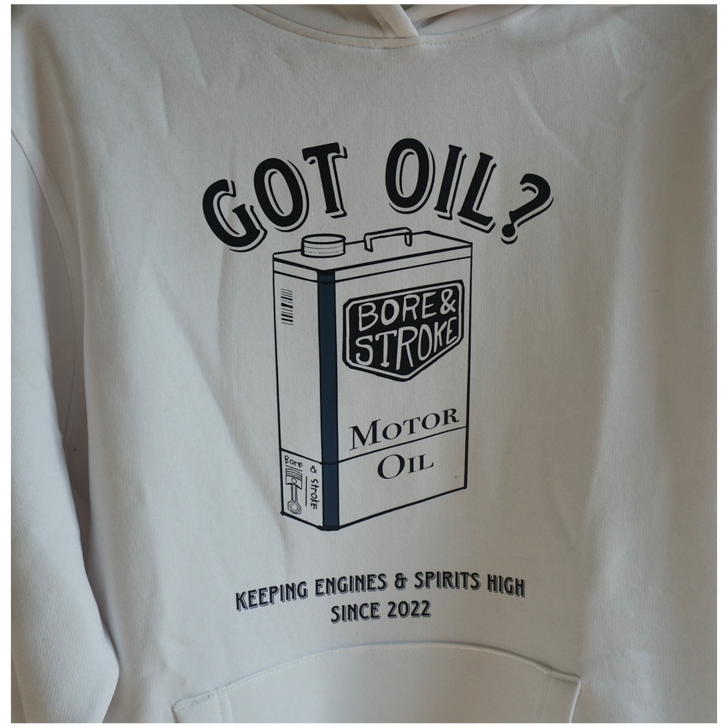 GOT OIL?
BORE &
STROKE
MOTOR
OIL
BORE & STROKE
KEEPING ENGINES & SPIRITS HIGH
SINCE 2022